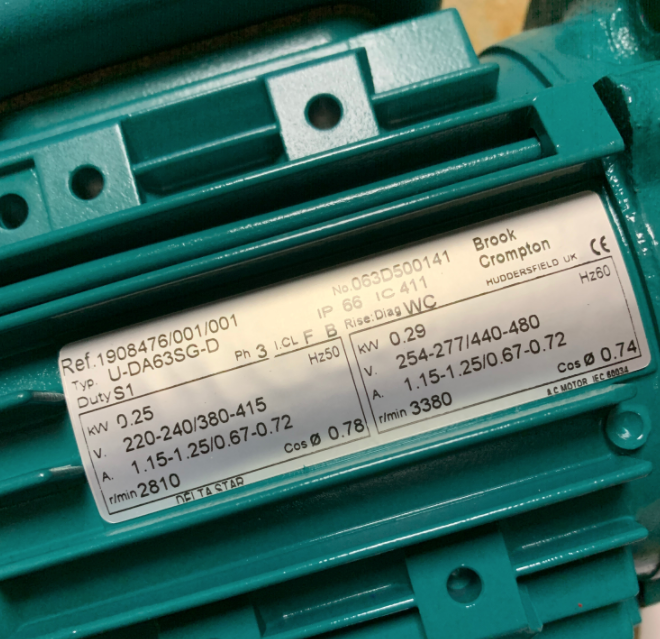 Ref.1908476/001/001
No.063D500141
Brook
Crompton
HUDDERSFIELD UK CE
Typ. U-DA63SG-D
IP 66 IC 411
Duty S1
Ph 3 I.CL F B Rise:Diag WC
Hz50
kW 0.25
V. 220-240/380-415
A. 1.15-1.25/0.67-0.72
r/min 2810 Cos Ø 0.78
DELTA STAR
Hz60
kW 0.29
V. 254-277/440-480
A. 1.15-1.25/0.67-0.72
r/min 3380 Cos Ø 0.74
A.C MOTOR IEC 60034